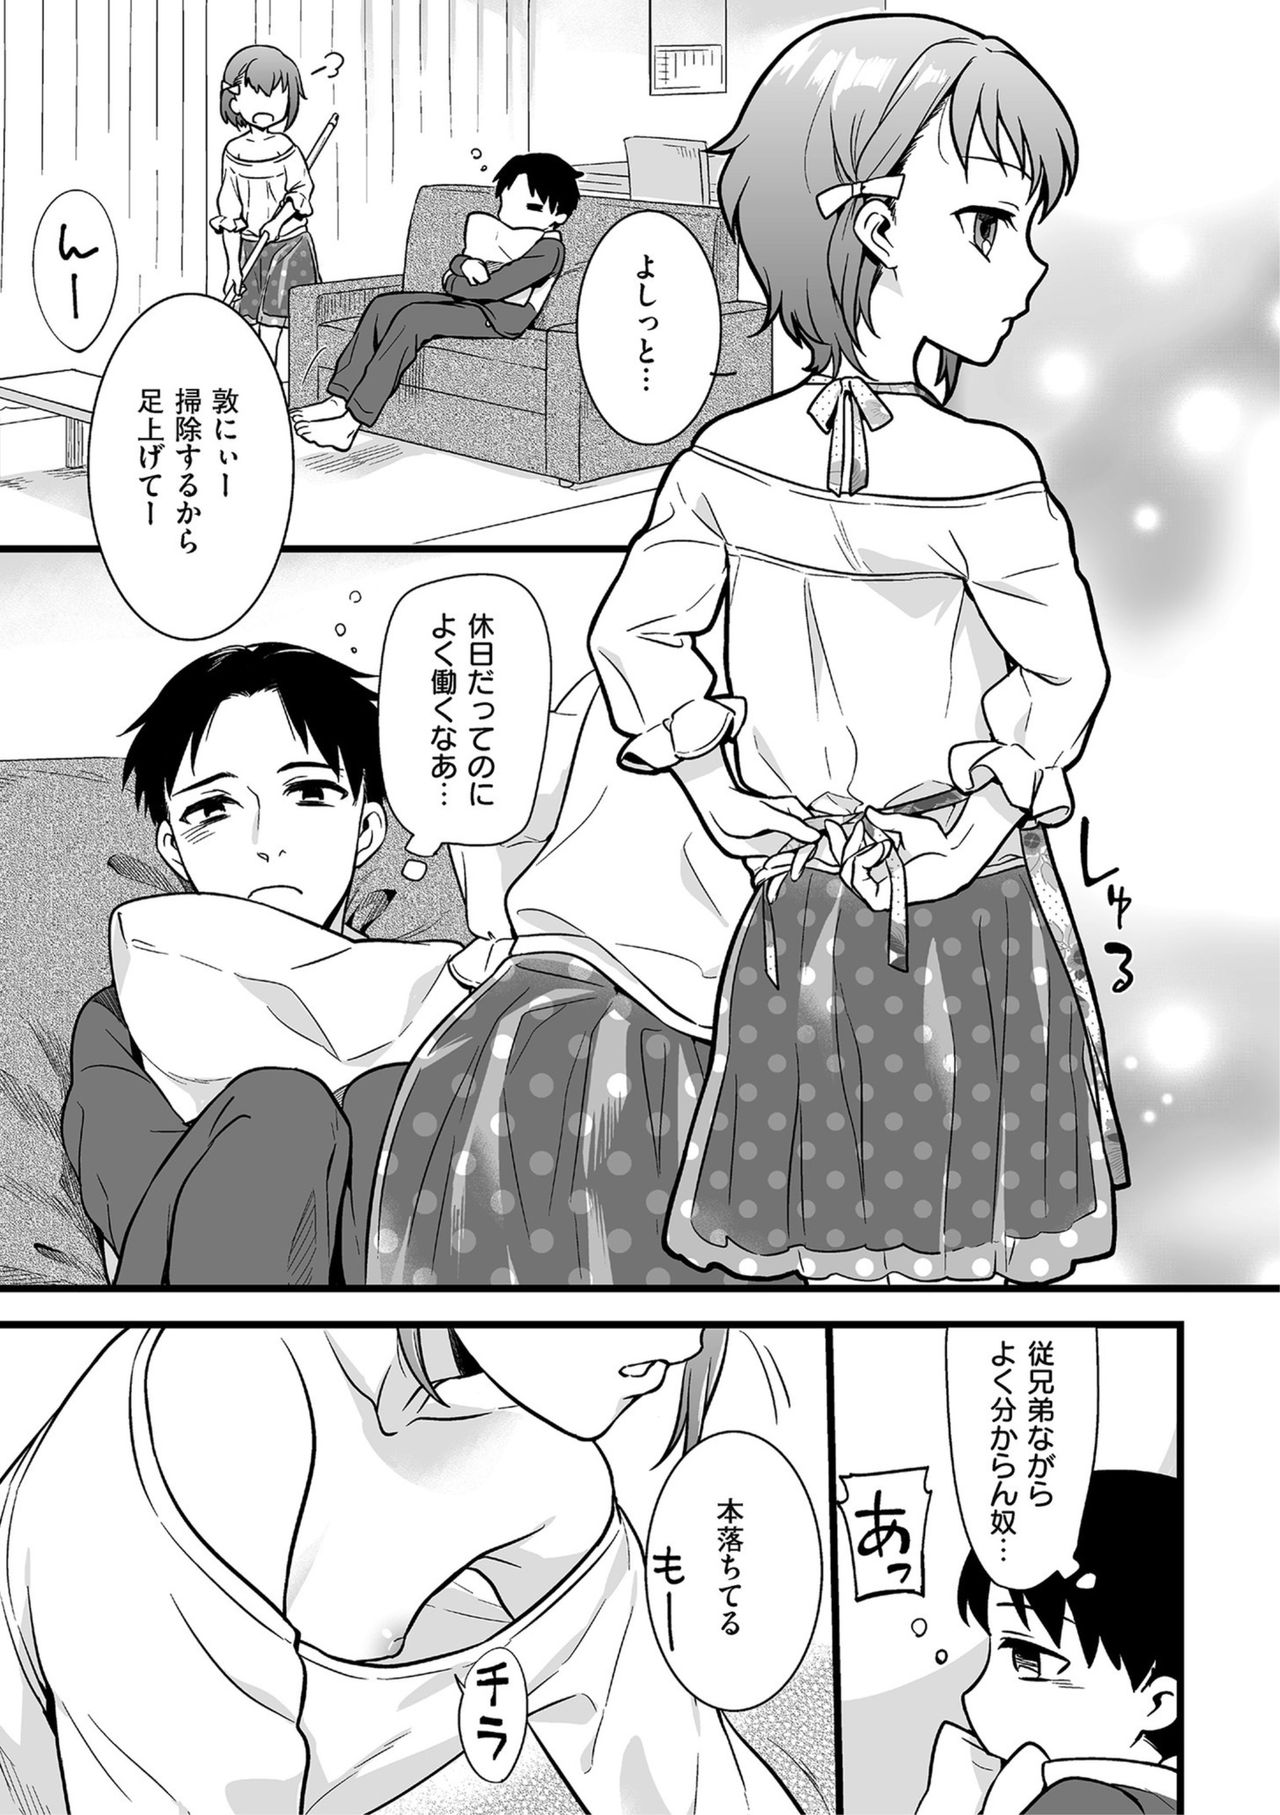 よしっと…
しゅる
敦にぃー
掃除するから
足上げてー
んー
休日だってのに
よく働くなあ…
従兄弟ながら
よく分からん奴…
あっ
本落ちてる
もー
チラ